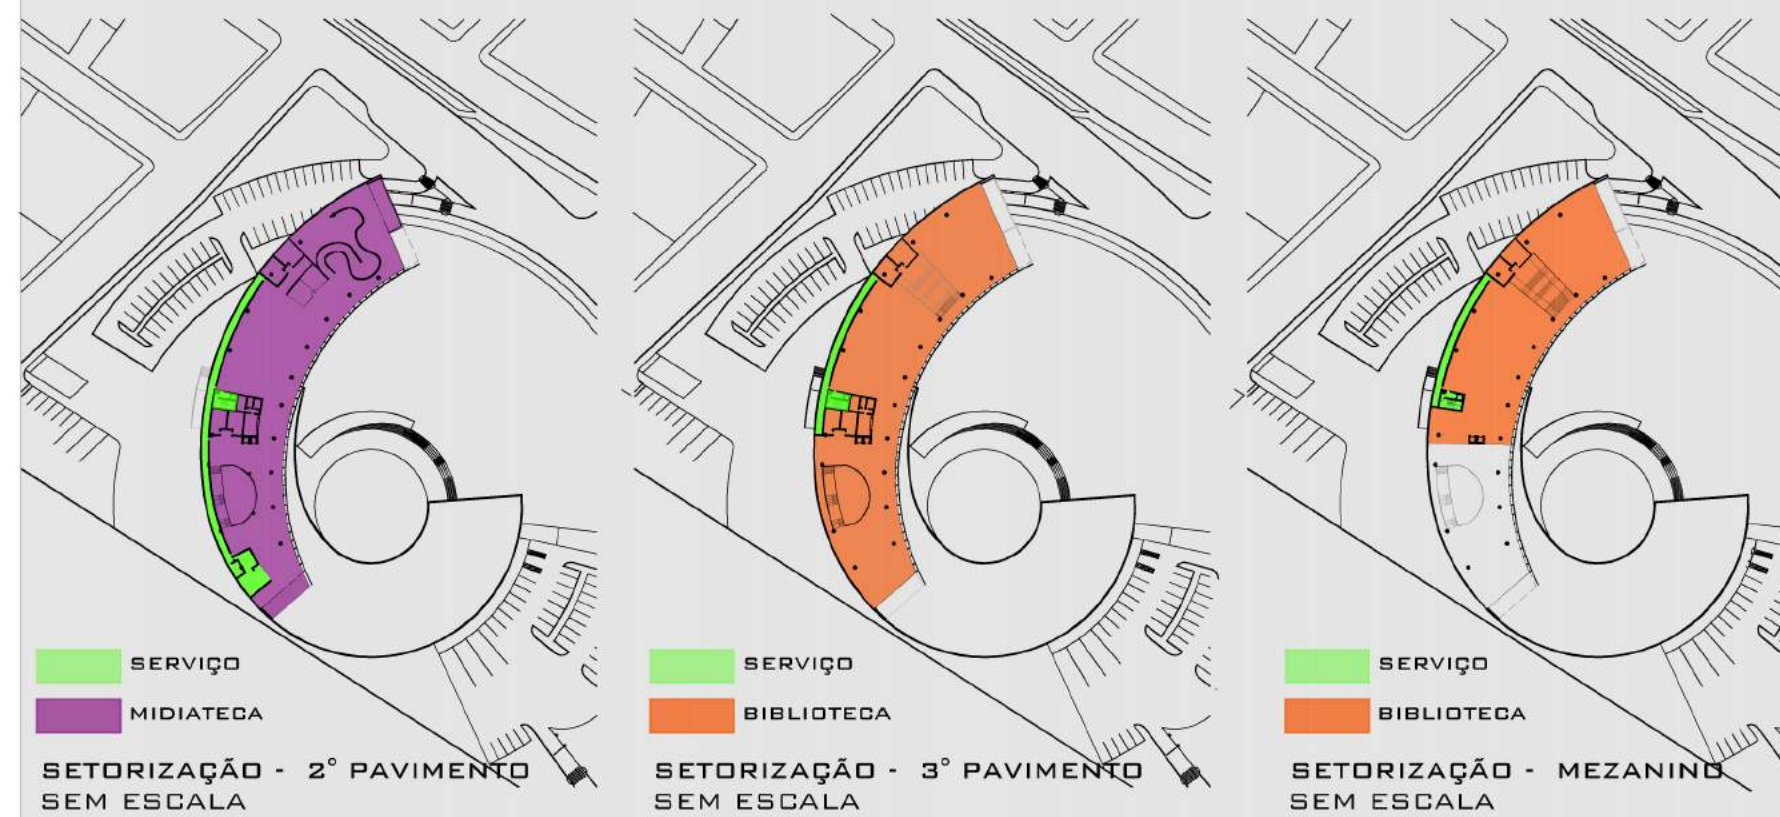 SERVIÇO
MIDIATECA
SETORIZAÇÃO - 2° PAVIMENTO
SEM ESCALA
SERVIÇO
BIBLIOTECA
SETORIZAÇÃO - 3° PAVIMENTO
SEM ESCALA
SERVIÇO
BIBLIOTECA
SETORIZAÇÃO - MEZANINO
SEM ESCALA